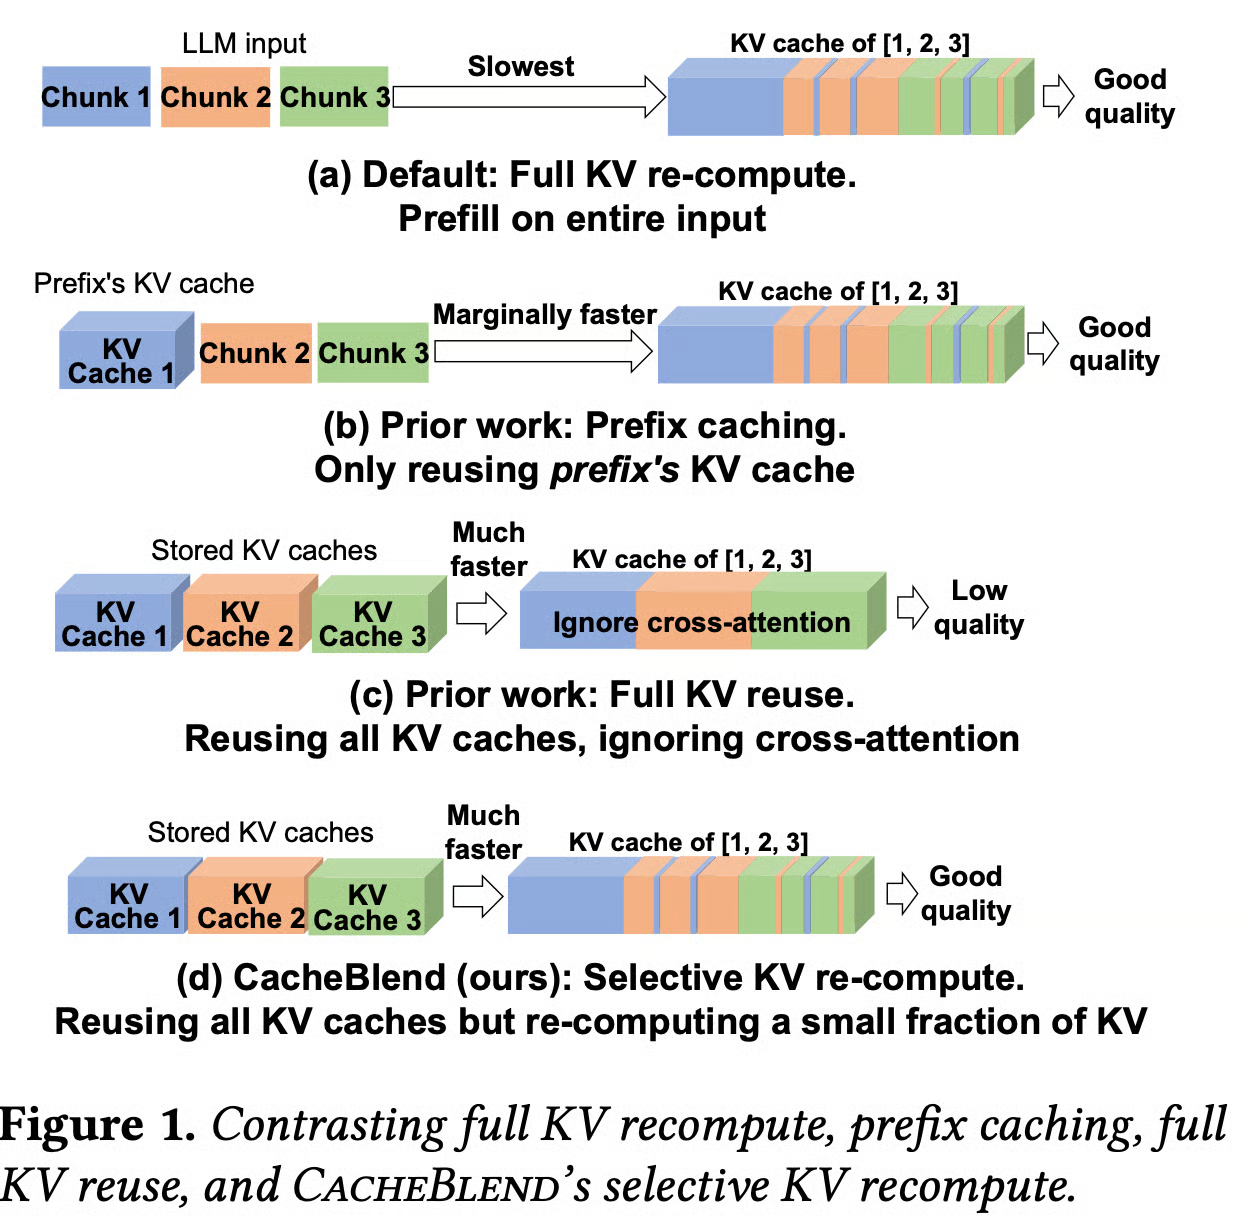 LLM input
Chunk 1 Chunk 2 Chunk 3
Slowest
KV cache of [1, 2, 3]
Good
quality
(a) Default: Full KV re-compute.
Prefill on entire input
Prefix's KV cache
KV
Cache 1
Chunk 2 Chunk 3
Marginally faster
KV cache of [1, 2, 3]
Good
quality
(b) Prior work: Prefix caching.
Only reusing prefix's KV cache
Stored KV caches
KV
Cache 1
KV
Cache 2
KV
Cache 3
Much
faster
KV cache of [1, 2, 3]
Ignore cross-attention
Low
quality
(c) Prior work: Full KV reuse.
Reusing all KV caches, ignoring cross-attention
Stored KV caches
KV
Cache 1
KV
Cache 2
KV
Cache 3
Much
faster
KV cache of [1, 2, 3]
Good
quality
(d) CacheBlend (ours): Selective KV re-compute.
Reusing all KV caches but re-computing a small fraction of KV
Figure 1. Contrasting full KV recompute, prefix caching, full
KV reuse, and CACHEBLEND's selective KV recompute.